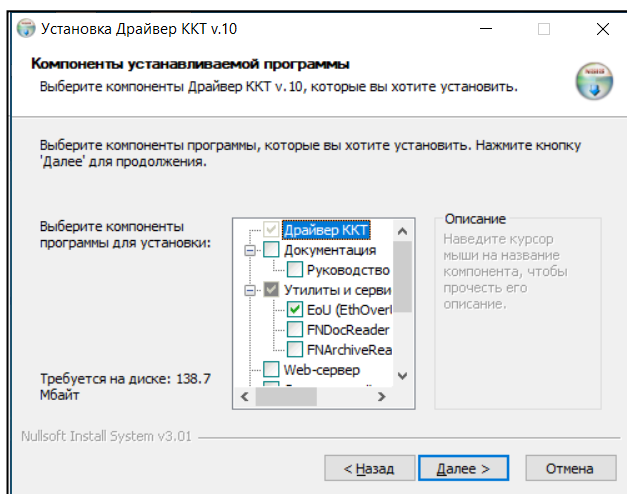 Установка Драйвер ККТ v.10
Компоненты устанавливаемой программы
Выберите компоненты Драйвер ККТ v.10, которые вы хотите установить.
Выберите компоненты программы, которые вы хотите установить. Нажмите кнопку
'Далее' для продолжения.
Выберите компоненты
программы для установки:
Драйвер ККТ
Документация
Руководство
Утилиты и серви
EoU (EthOverU
FNDocReader
FNArchiveRea
Web-сервер
Описание
Наведите курсор
мыши на название
компонента, чтобы
прочесть его
описание.
Требуется на диске: 138.7
Мбайт
Nullsoft Install System v3.01
< Назад
Далее >
Отмена